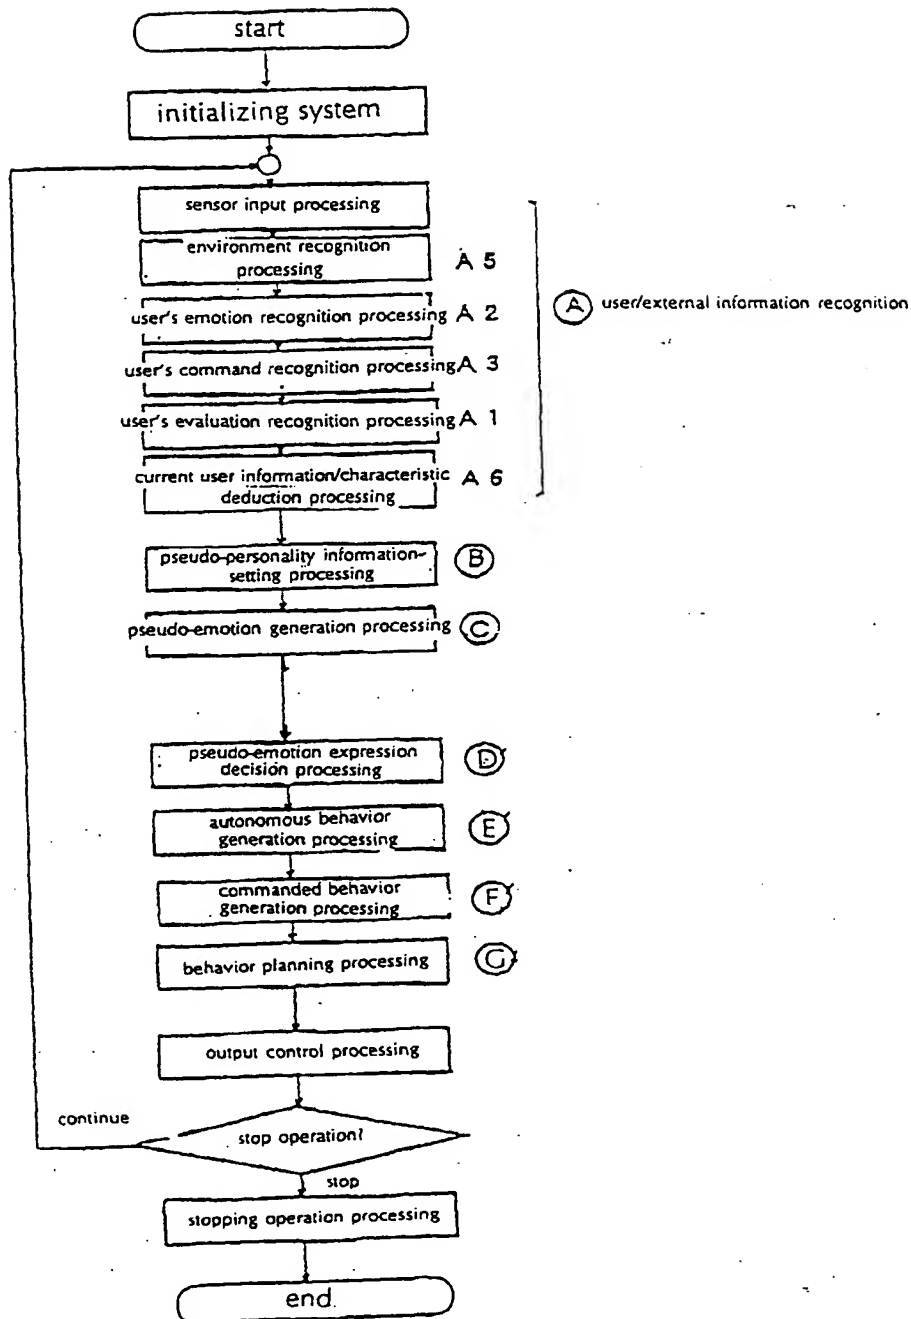 start
initializing system
sensor input processing
environment recognition
processing
A 5
user's emotion recognition processing A 2
A user/external information recognition
user's command recognition processing A 3
user's evaluation recognition processing A 1
current user information/characteristic
deduction processing
A 6
pseudo-personality information-
setting processing
B
pseudo-emotion generation processing C
pseudo-emotion expression
decision processing
D
autonomous behavior
generation processing
E
commanded behavior
generation processing
F
behavior planning processing G
output control processing
continue
stop operation?
stop
stopping operation processing
end.